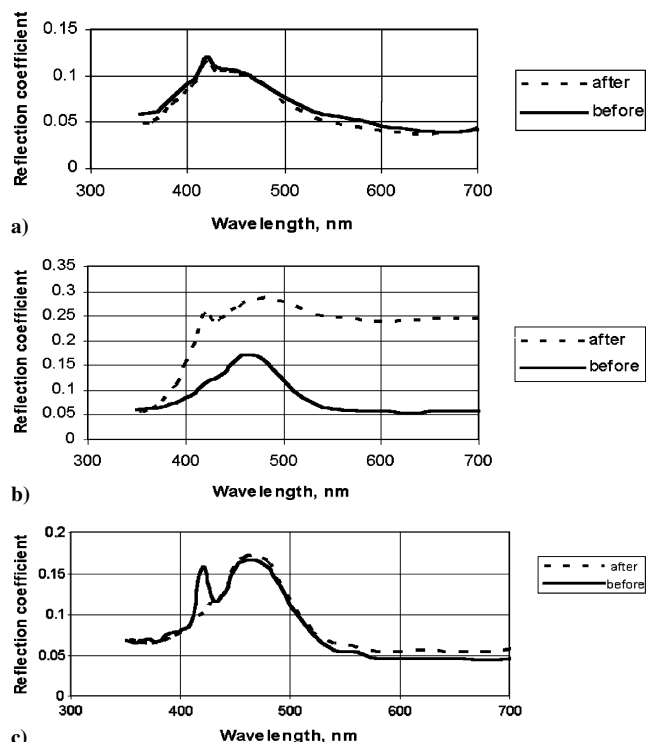 Reflection coefficient
0.15
0.1
0.05
0
300 400 500 600 700
Wavelength, nm
after
before
a)
Reflection coefficient
0.35
0.3
0.25
0.2
0.15
0.1
0.05
0
300 400 500 600 700
Wavelength, nm
after
before
b)
Reflection coefficient
0.2
0.15
0.1
0.05
0
300 400 500 600 700
Wavelength, nm
after
before
c)